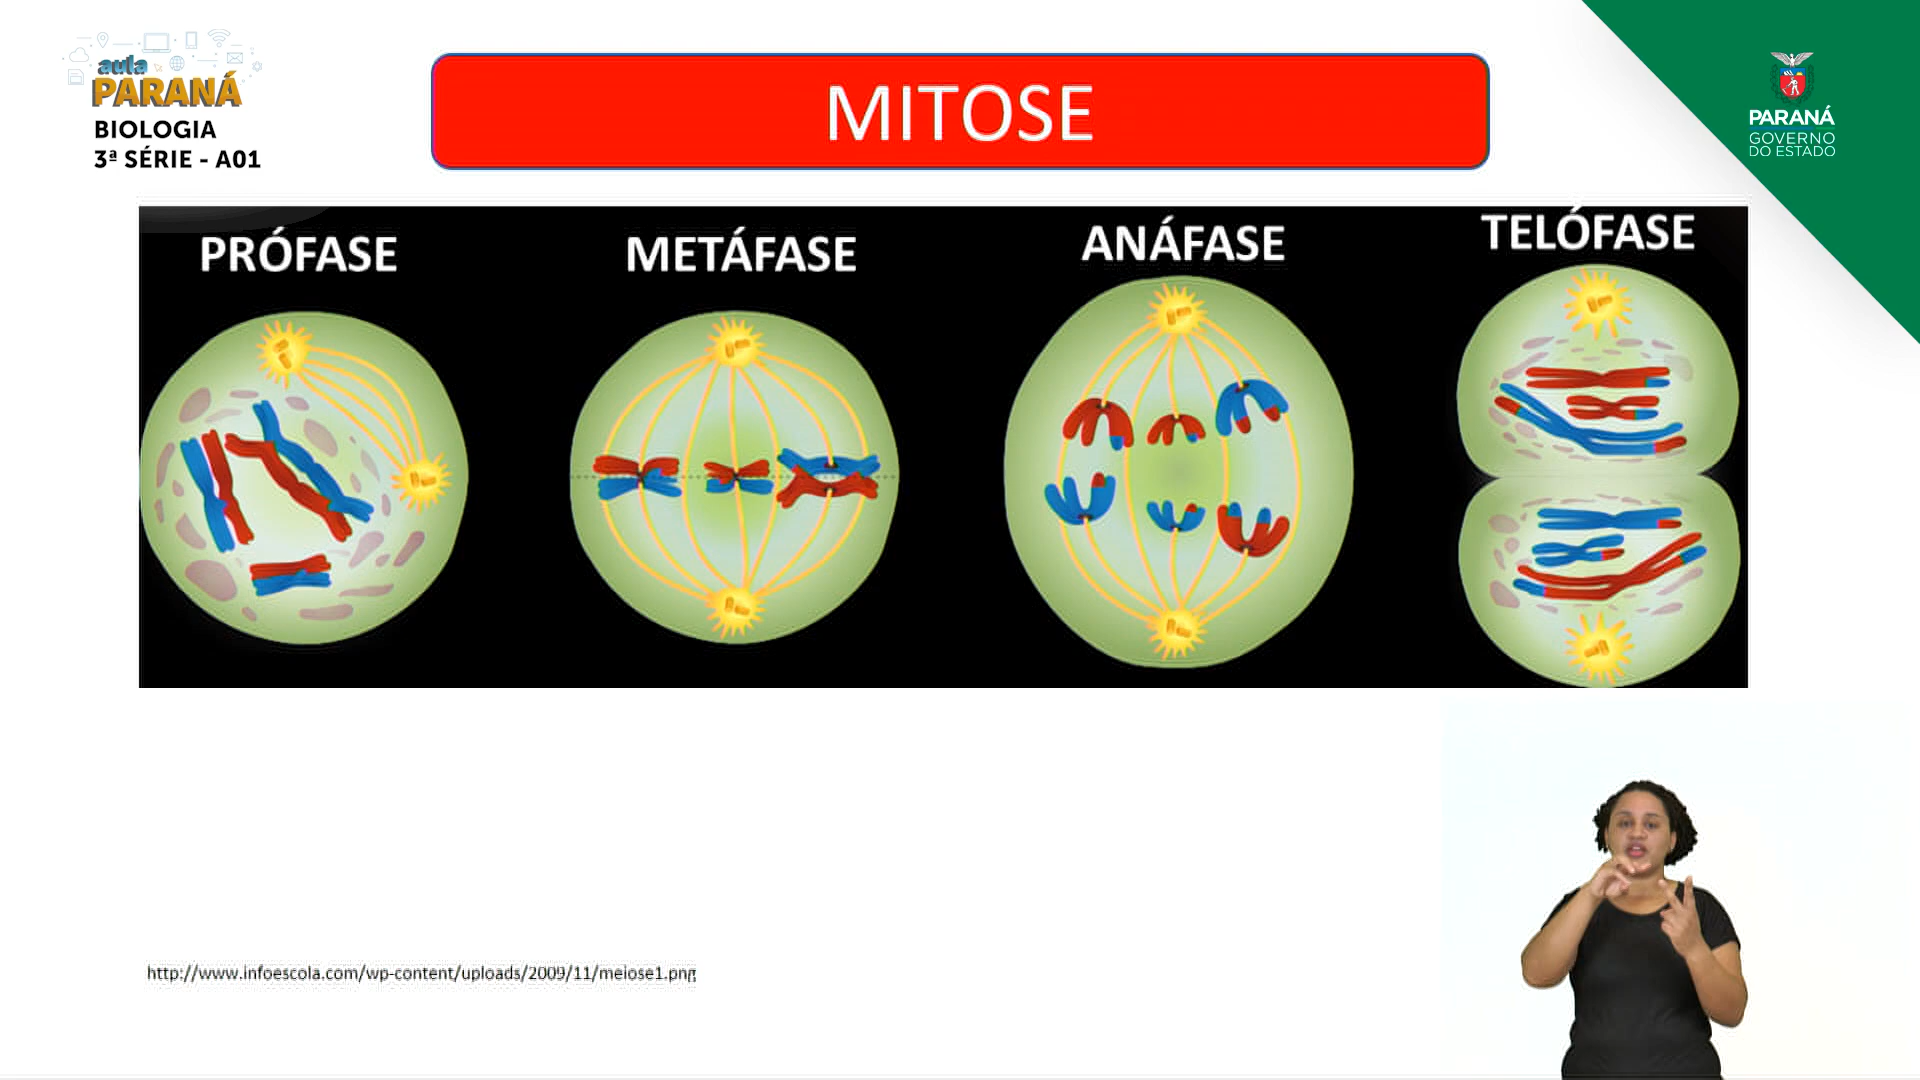 aula
PARANÁ
BIOLOGIA
3ª SÉRIE - A01
MITOSE
PARANÁ
GOVERNO
DO ESTADO
PRÓFASE
METÁFASE
ANÁFASE
TELÓFASE
http://www.infoescola.com/wp-content/uploads/2009/11/meiose1.png